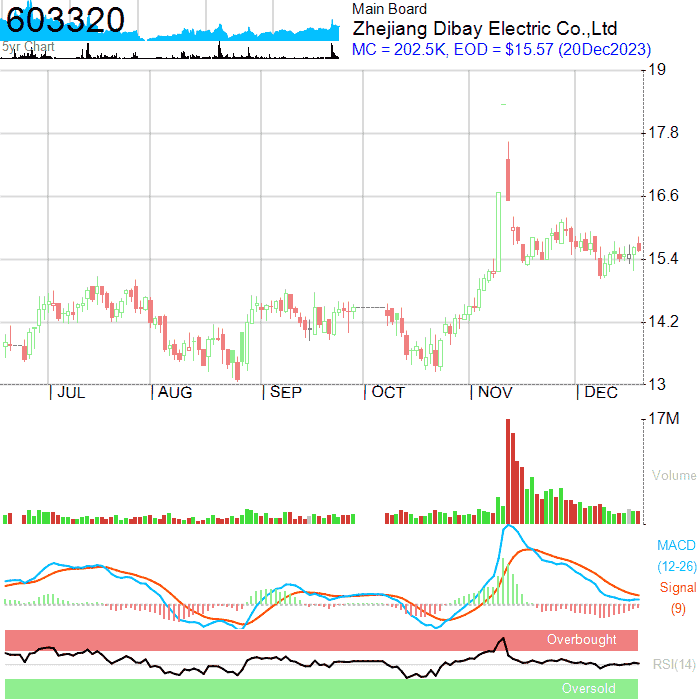 603320
5yr Chart
Main Board
Zhejiang Dibay Electric Co.,Ltd
MC = 202.5K, EOD = $15.57 (20Dec2023)
19
17.8
16.6
15.4
14.2
13
JUL AUG SEP OCT NOV DEC
17M
Volume
MACD
(12-26)
Signal
(9)
Overbought
RSI(14)
Oversold